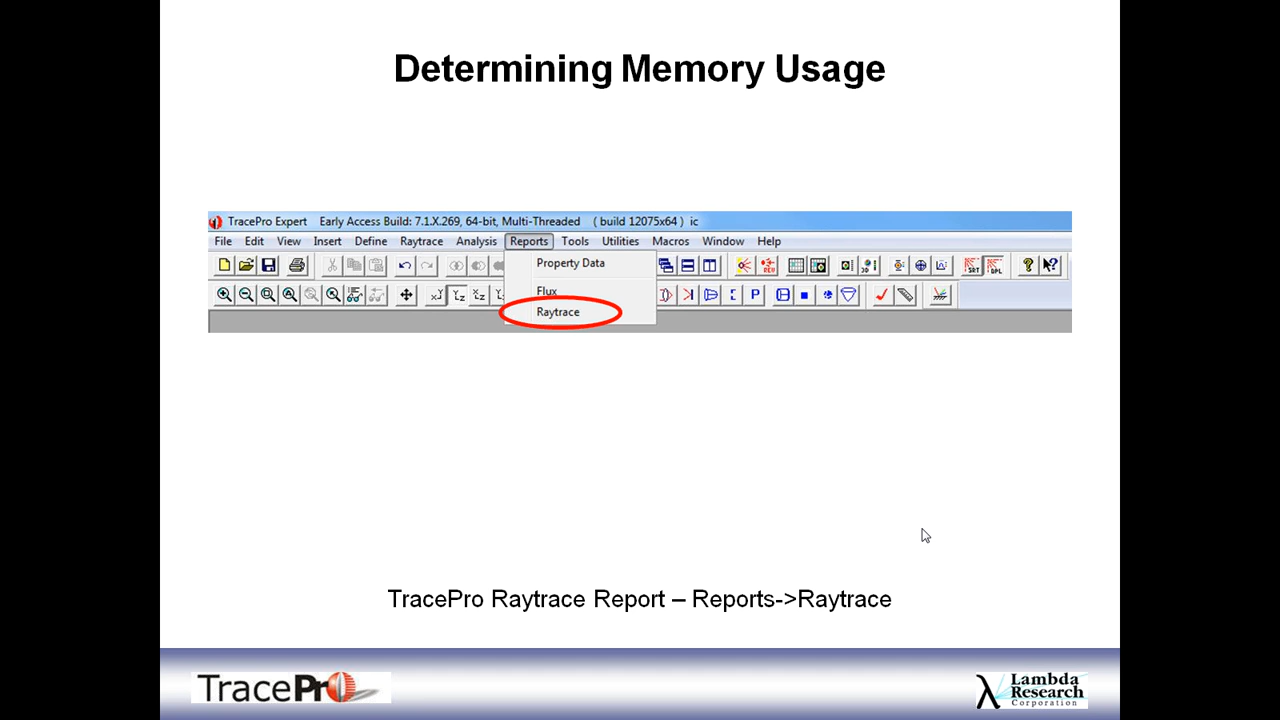 Determining Memory Usage
TracePro Expert Early Access Build: 7.1.X.269, 64-bit, Multi-Threaded ( build 12075x64 ) ic
File Edit View Insert Define Raytrace Analysis Reports Tools Utilities Macros Window Help
Property Data
Flux
Raytrace
TracePro Raytrace Report – Reports->Raytrace
TracePro
Lambda
Research
Corporation